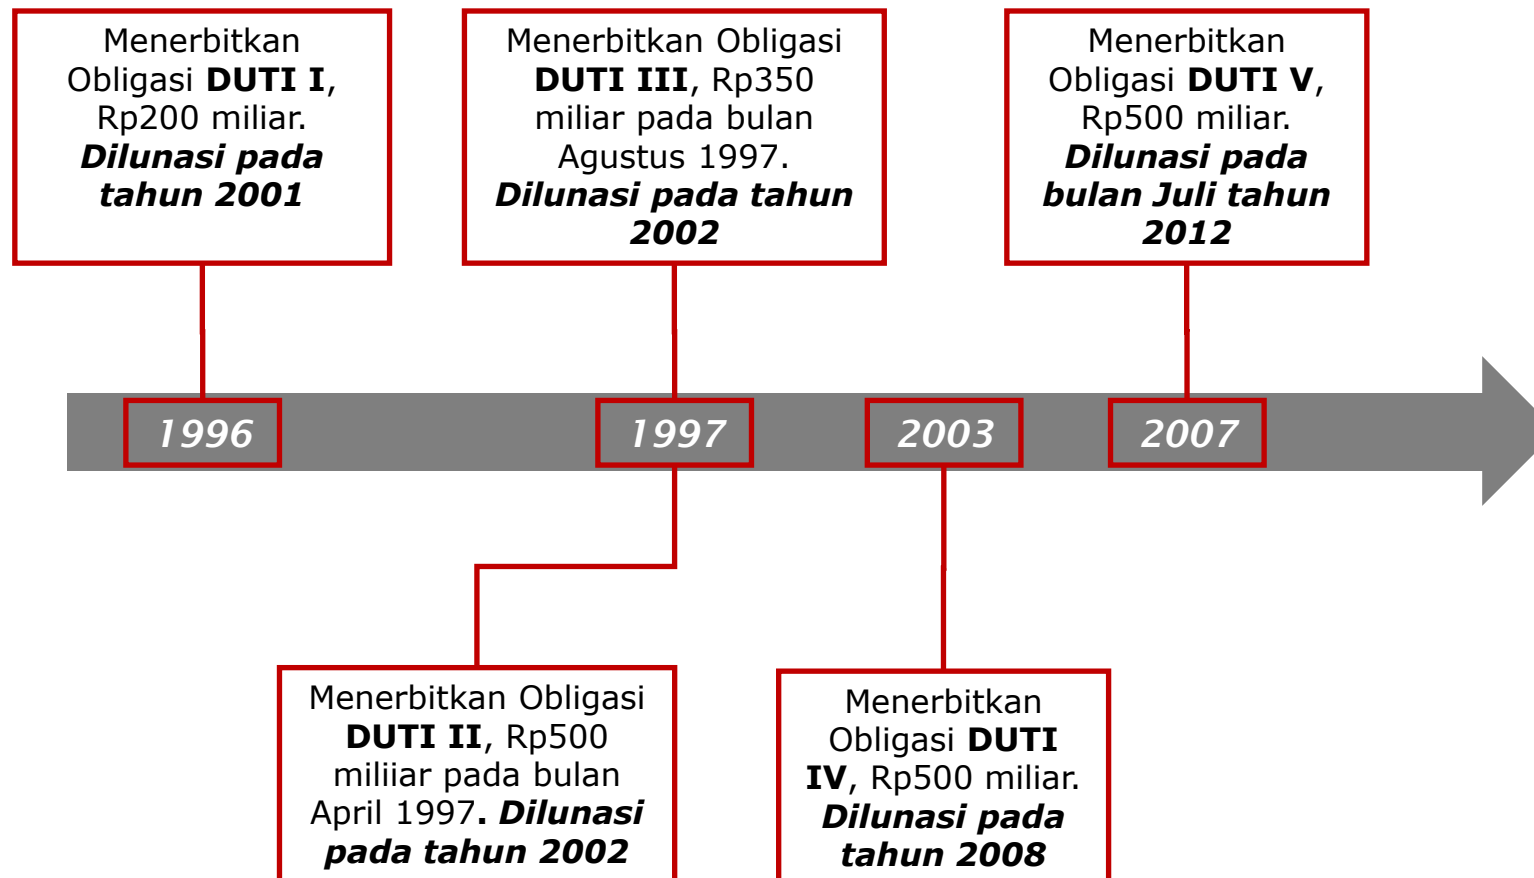 Menerbitkan
Obligasi DUTI I,
Rp200 miliar.
Dilunasi pada
tahun 2001
Menerbitkan Obligasi
DUTI III, Rp350
miliar pada bulan
Agustus 1997.
Dilunasi pada tahun
2002
Menerbitkan
Obligasi DUTI V,
Rp500 miliar.
Dilunasi pada
bulan Juli tahun
2012
1996
1997
2003
2007
Menerbitkan Obligasi
DUTI II, Rp500
miliiar pada bulan
April 1997. Dilunasi
pada tahun 2002
Menerbitkan
Obligasi DUTI
IV, Rp500 miliar.
Dilunasi pada
tahun 2008